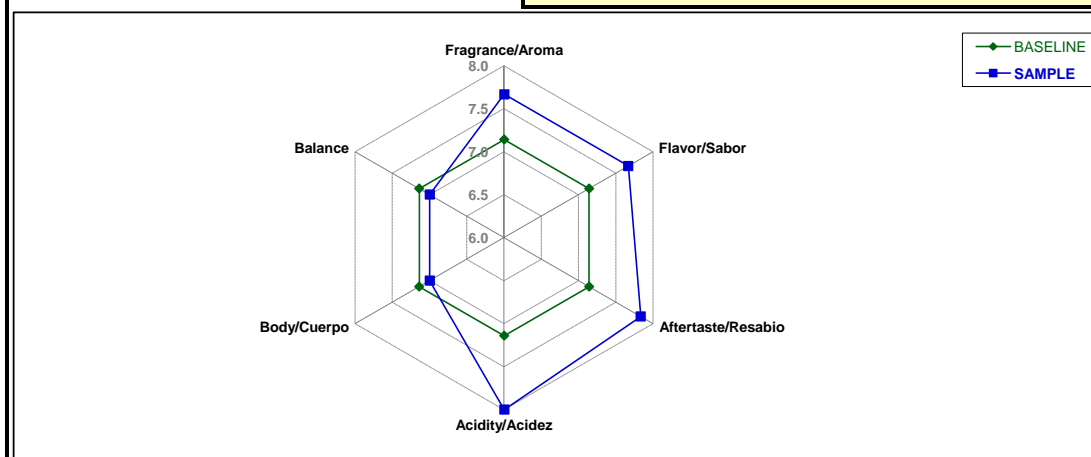 BASELINE
SAMPLE
Fragrance/Aroma
8.0
7.5
Balance
7.0
Flavor/Sabor
6.5
6.0
Body/Cuerpo
Aftertaste/Resabio
Acidity/Acidez